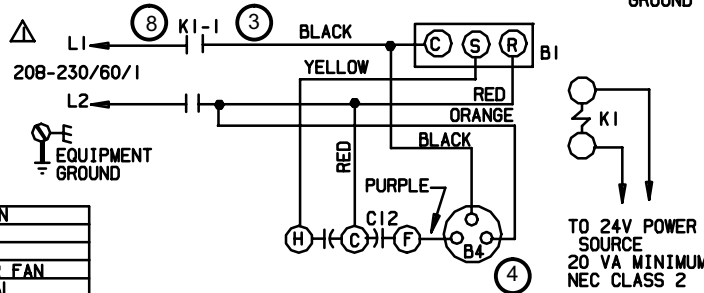 GROUND
8 K1-1 3
BLACK
L1
208-230/60/1
C S R B1
YELLOW
L2
RED
ORANGE
K1
BLACK
EQUIPMENT
GROUND
RED
PURPLE
C12
H C F
B4
4
TO 24V POWER
SOURCE
20 VA MINIMUM
NEC CLASS 2
FAN